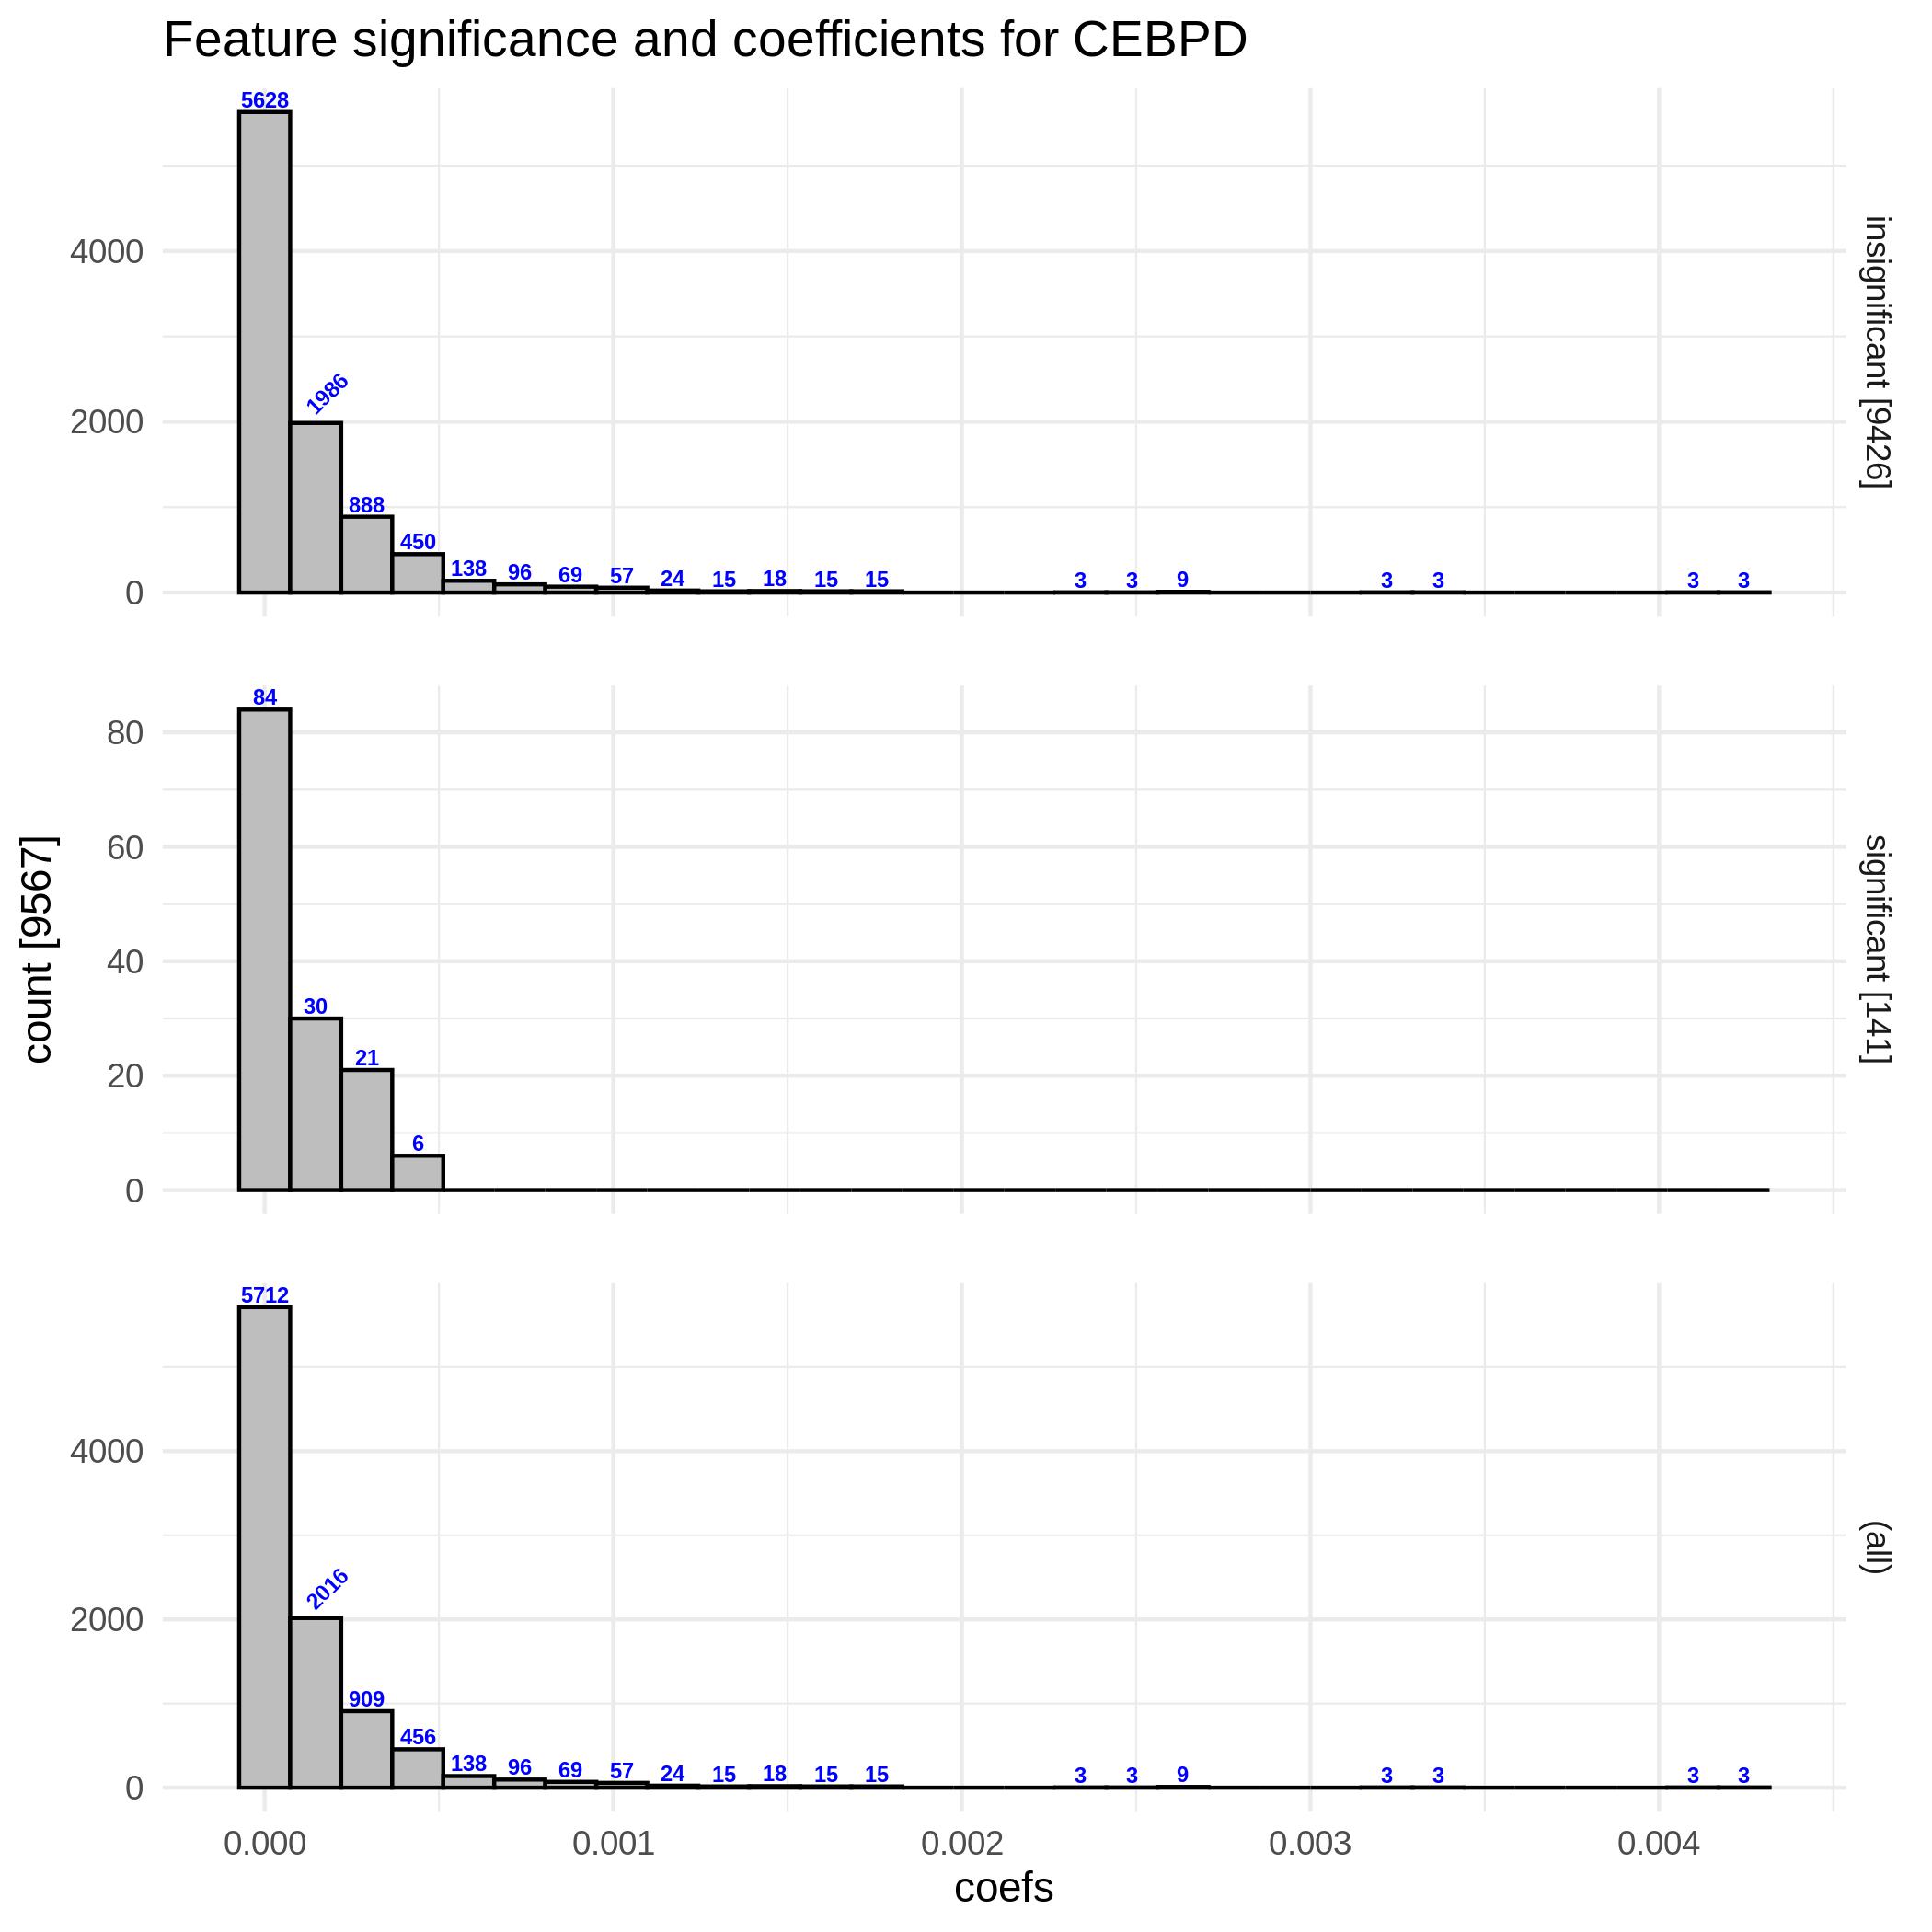 Feature significance and coefficients for CEBPD
5628
1986
888
450
138 96 69 57 24 15 18 15 15 3 3 9 3 3 3 3
4000
2000
0
insignificant [9426]
84
30
21
6
80
60
40
20
0
significant [141]
count [9567]
5712
2016
909
456
138 96 69 57 24 15 18 15 15 3 3 9 3 3 3 3
4000
2000
0
(all)
0.000 0.001 0.002 0.003 0.004
coefs